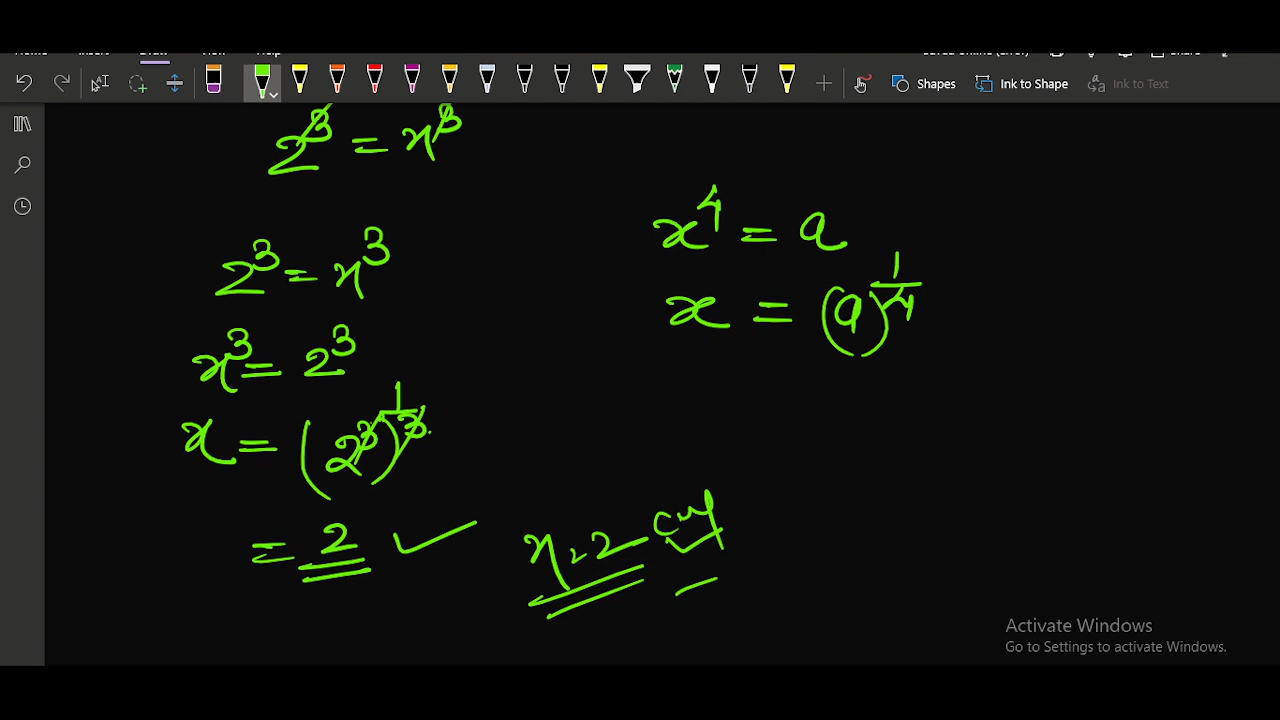 Shapes Ink to Shape Ink to Text
2³ = x³
2³ = x³
x³ = 2³
x = (2³)^(1/3)
= 2 ✓
x = 2 cm
x⁴ = a
x = (a)^(1/4)
Activate Windows
Go to Settings to activate Windows.